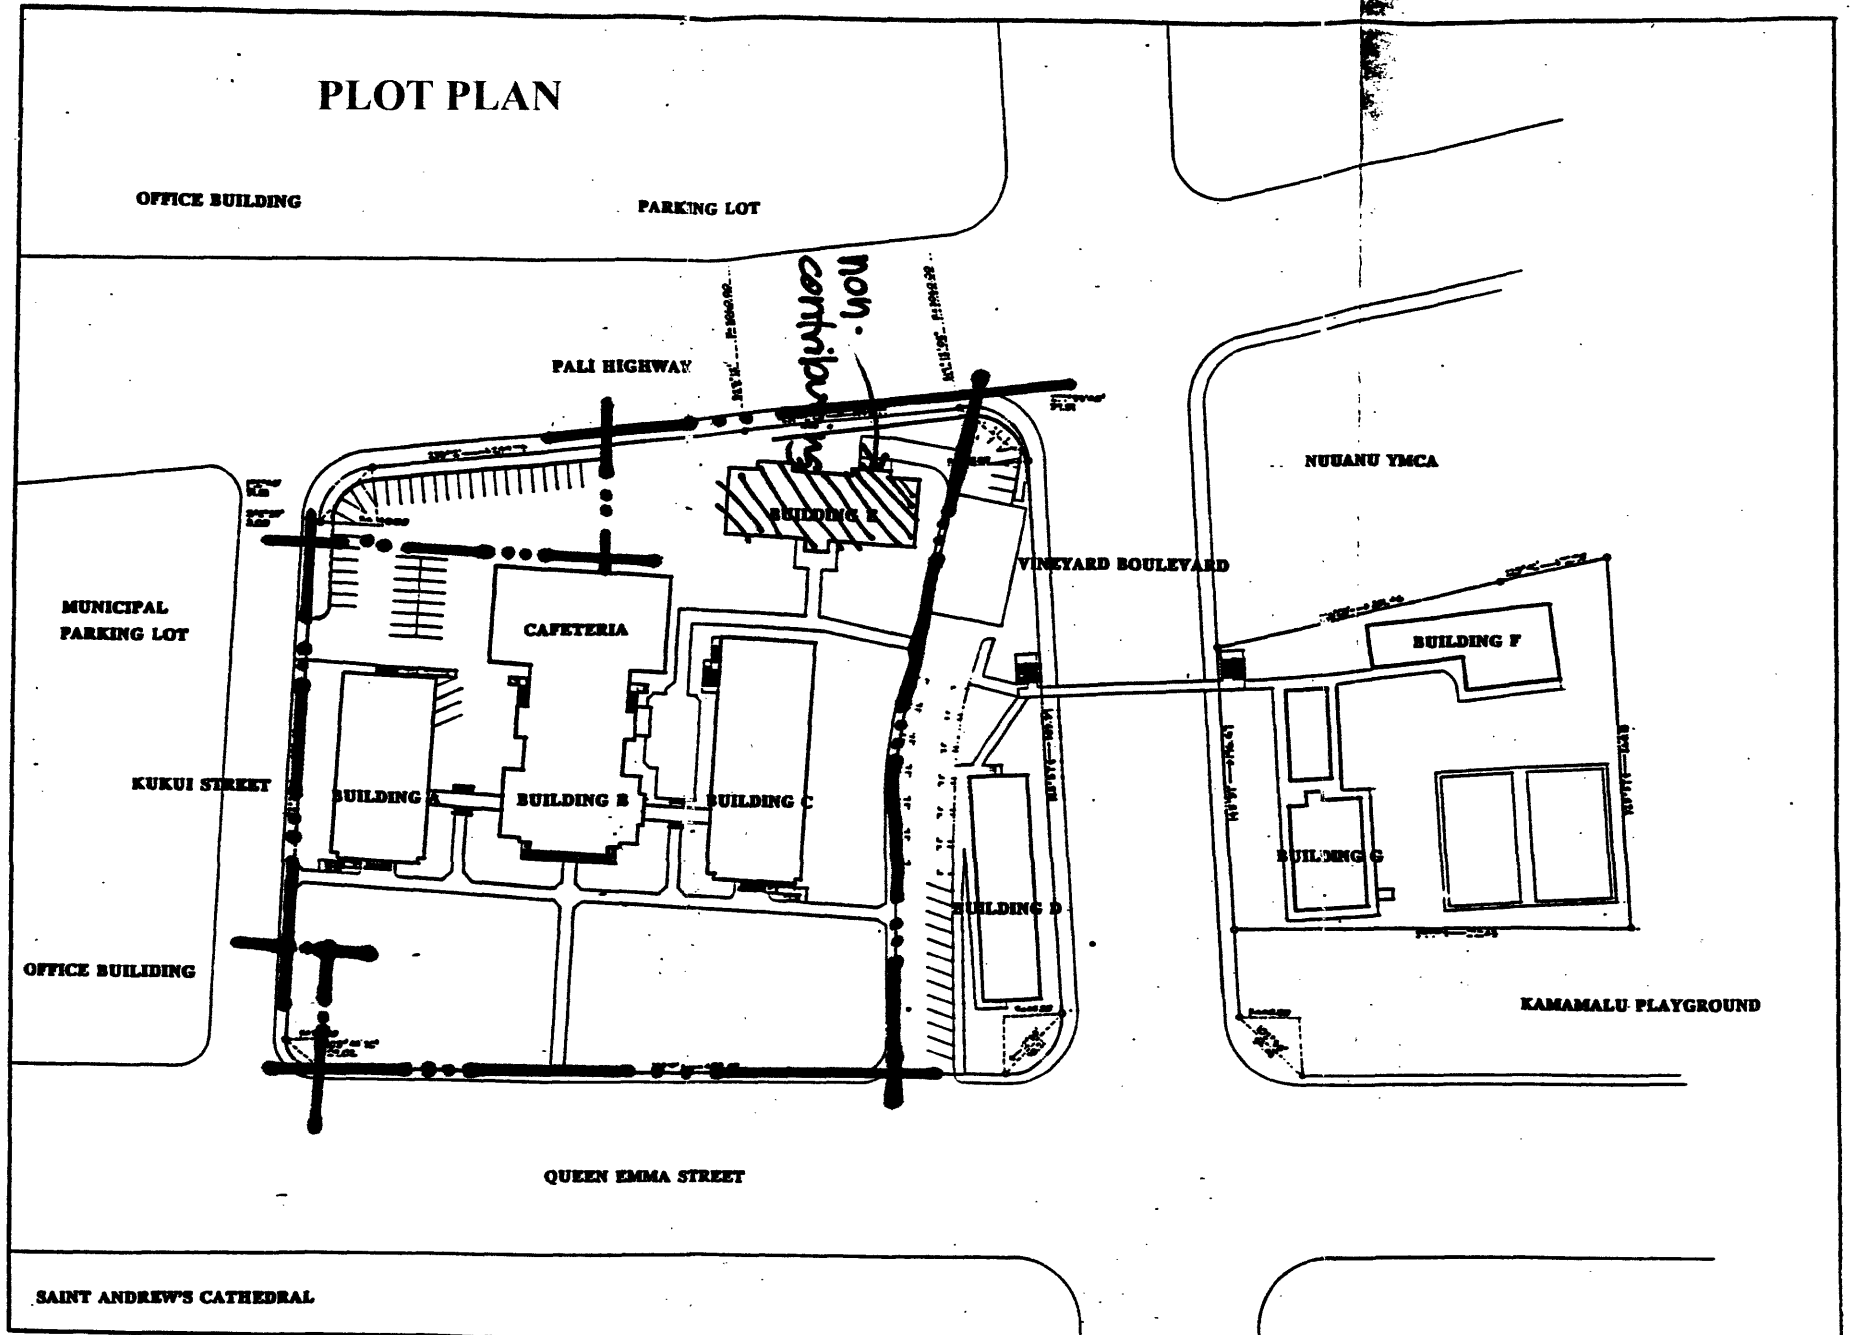 PLOT PLAN
OFFICE BUILDING
PARKING LOT
non.
contributing
PALI HIGHWAY
NUUANU YMCA
BUILDING E
VINEYARD BOULEVARD
MUNICIPAL
PARKING LOT
CAFETERIA
BUILDING F
KUKUI STREET
BUILDING A
BUILDING B
BUILDING C
BUILDING G
BUILDING D
OFFICE BUILIDING
KAMAMALU PLAYGROUND
QUEEN EMMA STREET
SAINT ANDREW'S CATHEDRAL